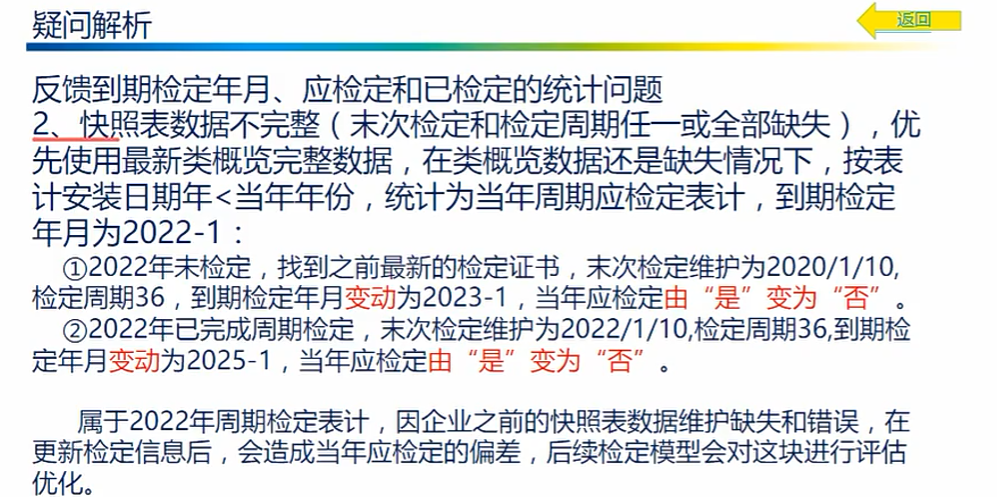 疑问解析
返回
反馈到期检定年月、应检定和已检定的统计问题
2、快照表数据不完整（末次检定和检定周期任一或全部缺失），优
先使用最新类概览完整数据，在类概览数据还是缺失情况下，按表
计安装日期年<当年年份，统计为当年周期应检定表计，到期检定
年月为2022-1：
①2022年未检定，找到之前最新的检定证书，末次检定维护为2020/1/10,
检定周期36，到期检定年月变动为2023-1，当年应检定由“是”变为“否”。
②2022年已完成周期检定，末次检定维护为2022/1/10,检定周期36,到期检
定年月变动为2025-1，当年应检定由“是”变为“否”。
属于2022年周期检定表计，因企业之前的快照表数据维护缺失和错误，在
更新检定信息后，会造成当年应检定的偏差，后续检定模型会对这块进行评估
优化。